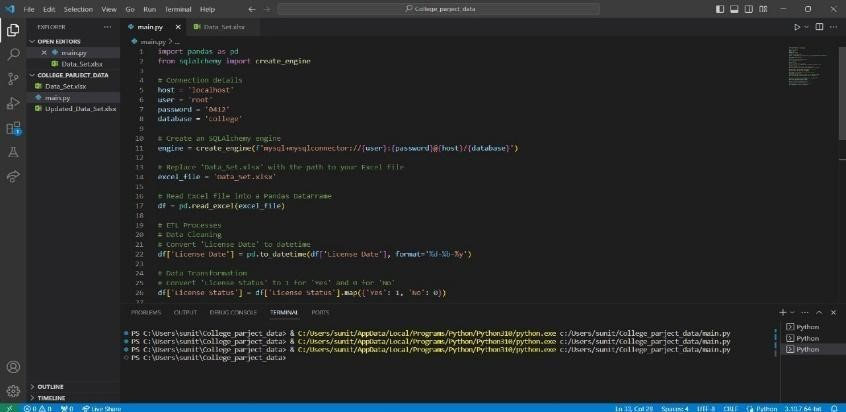 File Edit Selection View Go Run Terminal Help
College_parject_data
EXPLORER
OPEN EDITORS
main.py
Data_Set.xlsx
COLLEGE_PARJECT_DATA
Data_Set.xlsx
main.py
Updated_Data_Set.xlsx
OUTLINE
TIMELINE
main.py
Data_Set.xlsx
main.py > ...
1 import pandas as pd
2 from sqlalchemy import create_engine
3
4 # Connection details
5 host = 'localhost'
6 user = 'root'
7 password = '0412'
8 database = 'college'
9
10 # Create an SQLAlchemy engine
11 engine = create_engine(f'mysql+mysqlconnector://{user}:{password}@{host}/{database}')
12
13 # Replace 'Data_Set.xlsx' with the path to your Excel file
14 excel_file = 'Data_Set.xlsx'
15
16 # Read Excel file into a Pandas DataFrame
17 df = pd.read_excel(excel_file)
18
19 # ETL Processes
20 # Data Cleaning
21 # Convert 'License Date' to datetime
22 df['License Date'] = pd.to_datetime(df['License Date'], format='%d-%b-%y')
23
24 # Data Transformation
25 # Convert 'License Status' to 1 for 'Yes' and 0 for 'No'
26 df['License Status'] = df['License Status'].map({'Yes': 1, 'No': 0})
27
PROBLEMS OUTPUT DEBUG CONSOLE TERMINAL PORTS
PS C:\Users\sunit\College_parject_data> & C:/Users/sunit/AppData/Local/Programs/Python/Python310/python.exe c:/Users/sunit/College_parject_data/main.py
PS C:\Users\sunit\College_parject_data> & C:/Users/sunit/AppData/Local/Programs/Python/Python310/python.exe c:/Users/sunit/College_parject_data/main.py
PS C:\Users\sunit\College_parject_data> & C:/Users/sunit/AppData/Local/Programs/Python/Python310/python.exe c:/Users/sunit/College_parject_data/main.py
PS C:\Users\sunit\College_parject_data>
Python
Python
Python
0 0 0 Live Share
Ln 33, Col 28 Spaces: 4 UTF-8 CRLF Python 3.10.7 64-bit